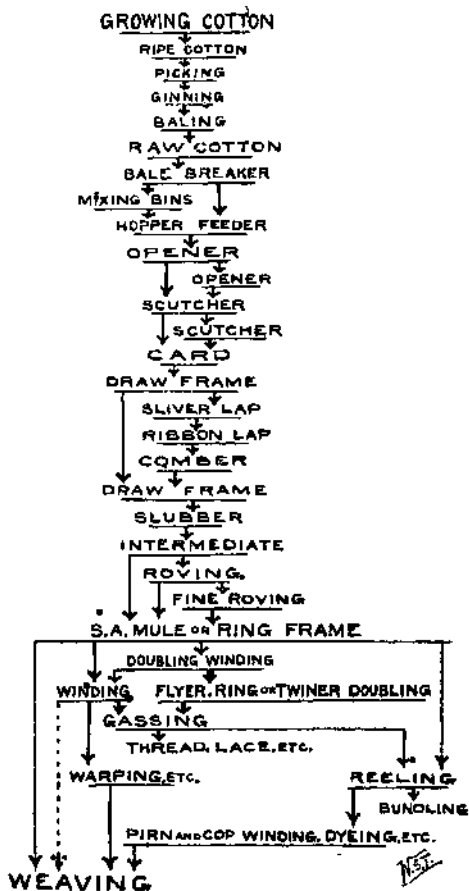 GROWING COTTON
RIPE COTTON
PICKING
GINNING
BALING
RAW COTTON
BALE BREAKER
MIXING BINS
HOPPER FEEDER
OPENER
OPENER
SCUTCHER
SCUTCHER
CARD
DRAW FRAME
SLIVER LAP
RIBBON LAP
COMBER
DRAW FRAME
SLUBBER
INTERMEDIATE
ROVING.
FINE ROVING
S.A. MULE OR RING FRAME
DOUBLING WINDING
WINDING FLYER, RING OR TWINER DOUBLING
GASSING
THREAD, LACE, ETC.
WARPING, ETC. REELING
BUNDLING
PIRN AND COP WINDING, DYEING, ETC.
WEAVING